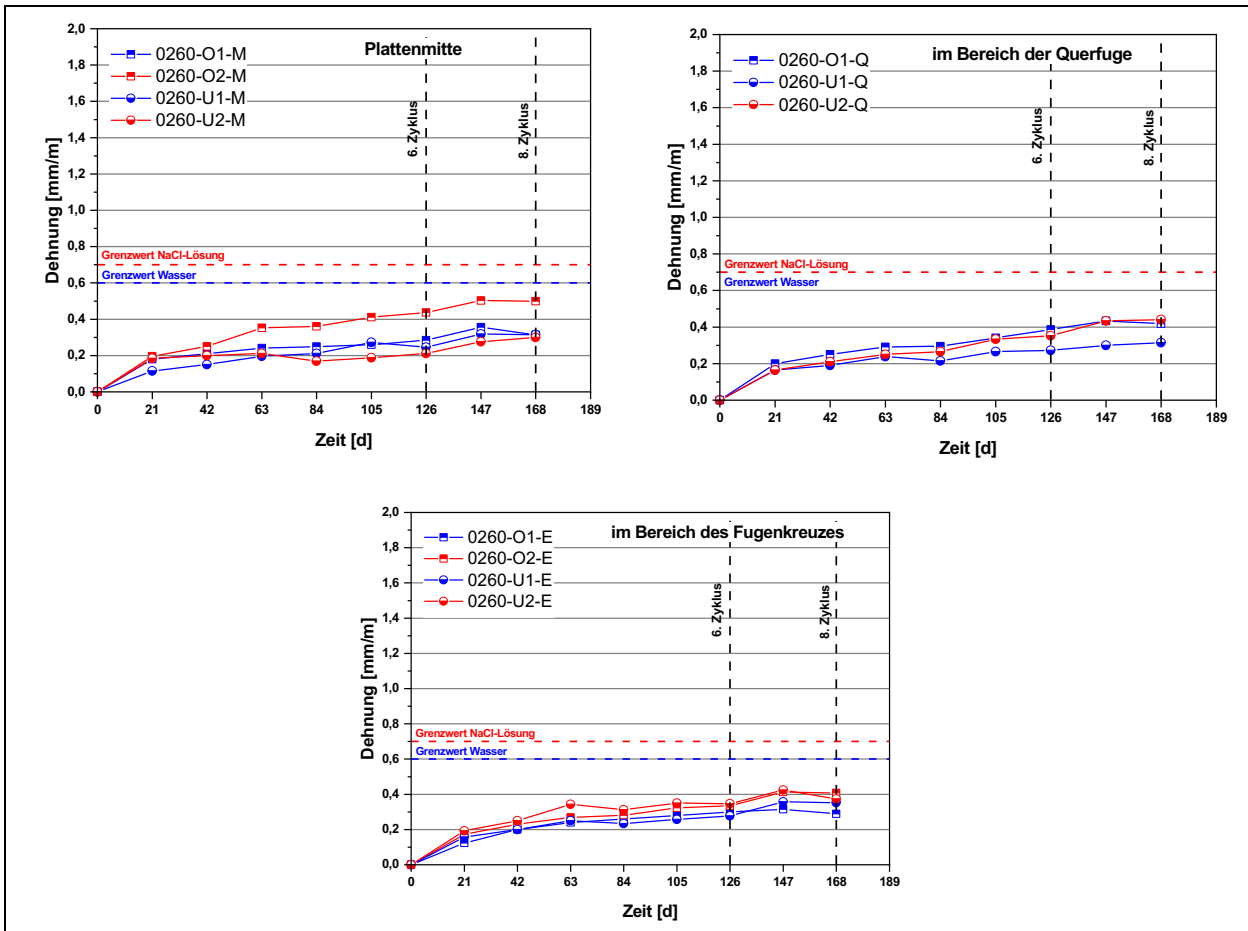 Plattenmitte
0260-O1-M
0260-O2-M
0260-U1-M
0260-U2-M
6. Zyklus
8. Zyklus
Grenzwert NaCl-Lösung
Grenzwert Wasser
Dehnung [mm/m]
2,0
1,8
1,6
1,4
1,2
1,0
0,8
0,6
0,4
0,2
0,0
0 21 42 63 84 105 126 147 168 189
Zeit [d]
im Bereich der Querfuge
0260-O1-Q
0260-U1-Q
0260-U2-Q
6. Zyklus
8. Zyklus
Grenzwert NaCl-Lösung
Grenzwert Wasser
Dehnung [mm/m]
2,0
1,8
1,6
1,4
1,2
1,0
0,8
0,6
0,4
0,2
0,0
0 21 42 63 84 105 126 147 168 189
Zeit [d]
im Bereich des Fugenkreuzes
0260-O1-E
0260-O2-E
0260-U1-E
0260-U2-E
6. Zyklus
8. Zyklus
Grenzwert NaCl-Lösung
Grenzwert Wasser
Dehnung [mm/m]
2,0
1,8
1,6
1,4
1,2
1,0
0,8
0,6
0,4
0,2
0,0
0 21 42 63 84 105 126 147 168 189
Zeit [d]